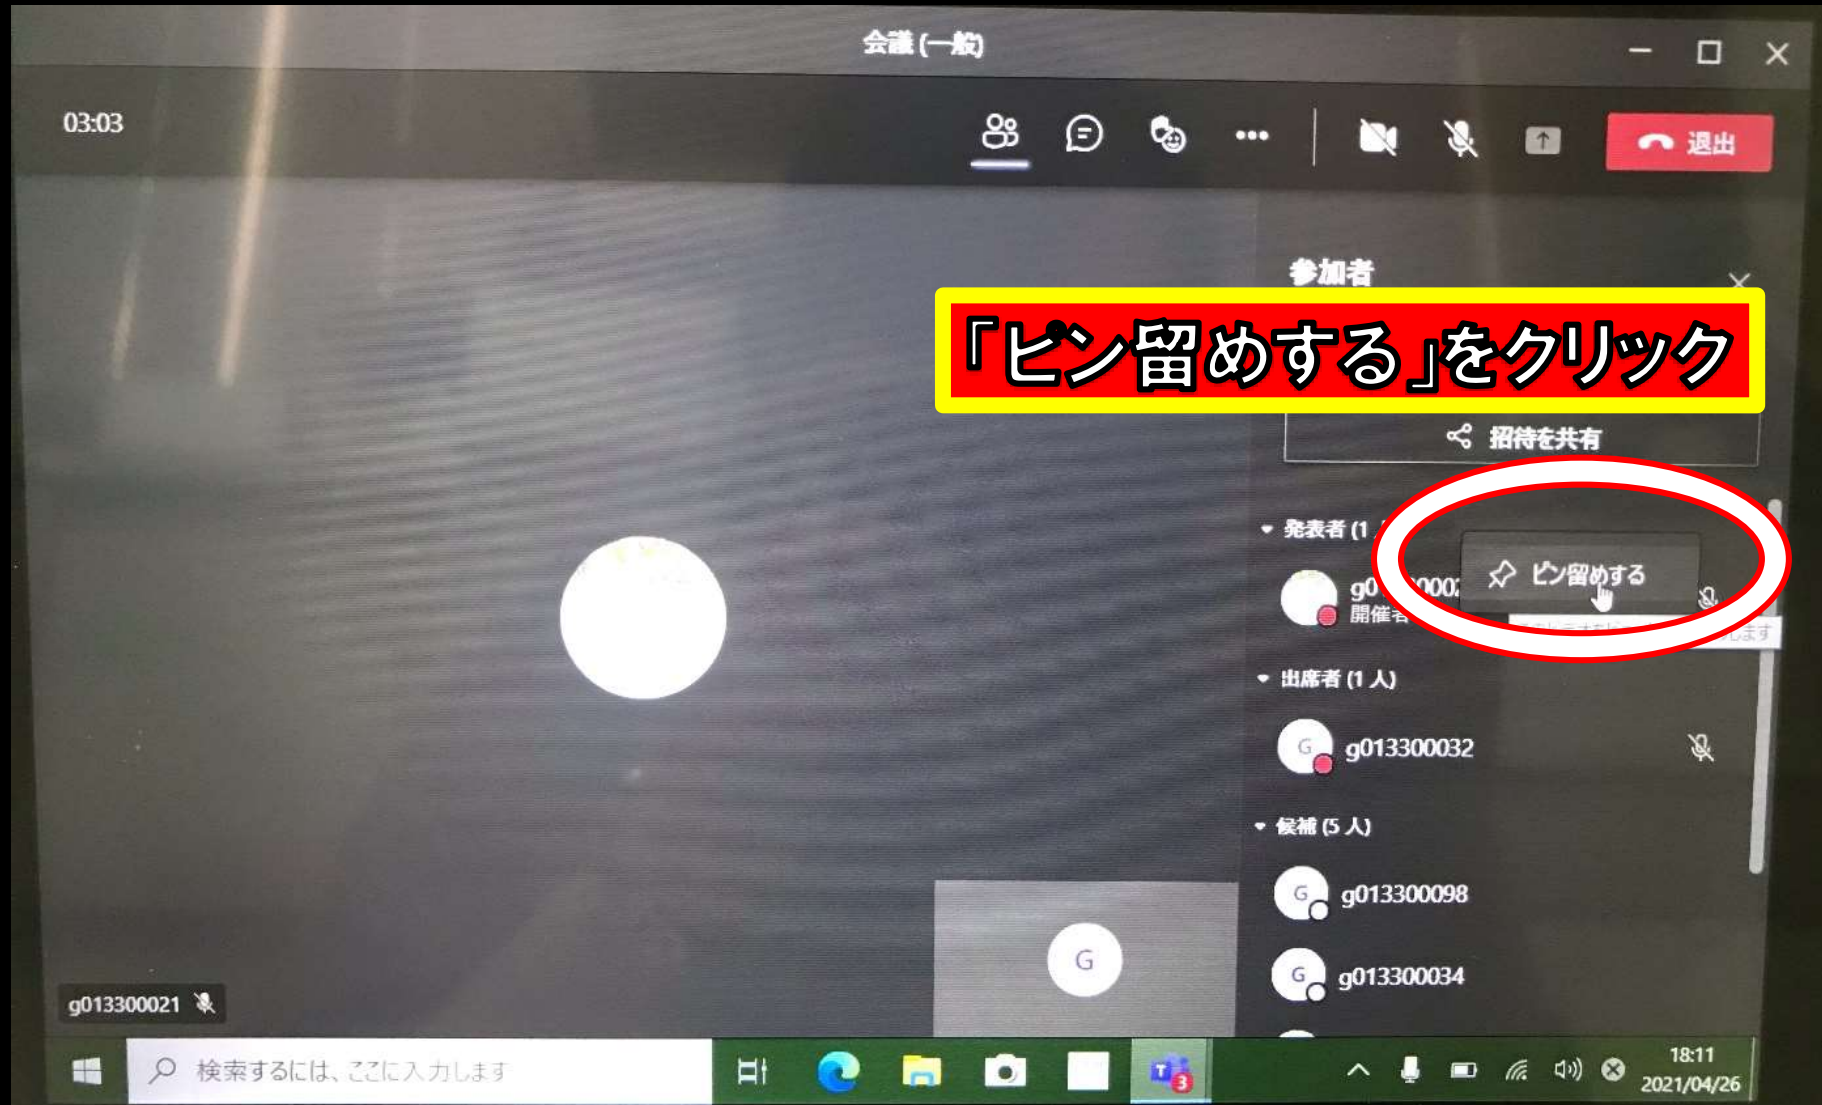 会議 (一般)
03:03
退出
参加者
「ピン留めする」をクリック
招待を共有
発表者 (1
ピン留めする
開催者
出席者 (1 人)
G
g013300032
候補 (5 人)
G
g013300098
G
G
g013300034
g013300021
検索するには、ここに入力します
T
3
18:11
2021/04/26